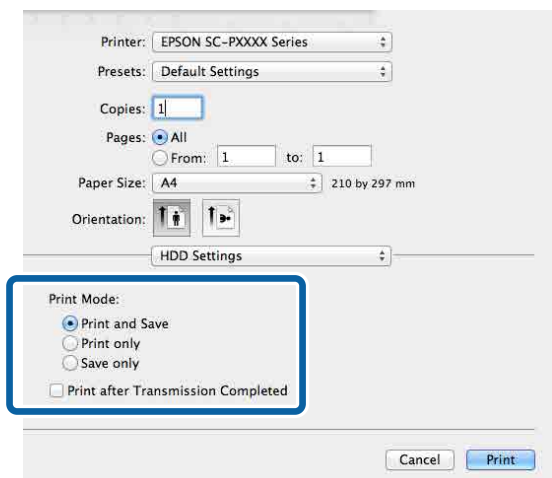 Printer: EPSON SC-PXXXX Series
Presets: Default Settings
Copies: 1
Pages: All
From: 1 to: 1
Paper Size: A4 210 by 297 mm
Orientation:
HDD Settings
Print Mode:
Print and Save
Print only
Save only
Print after Transmission Completed
Cancel Print